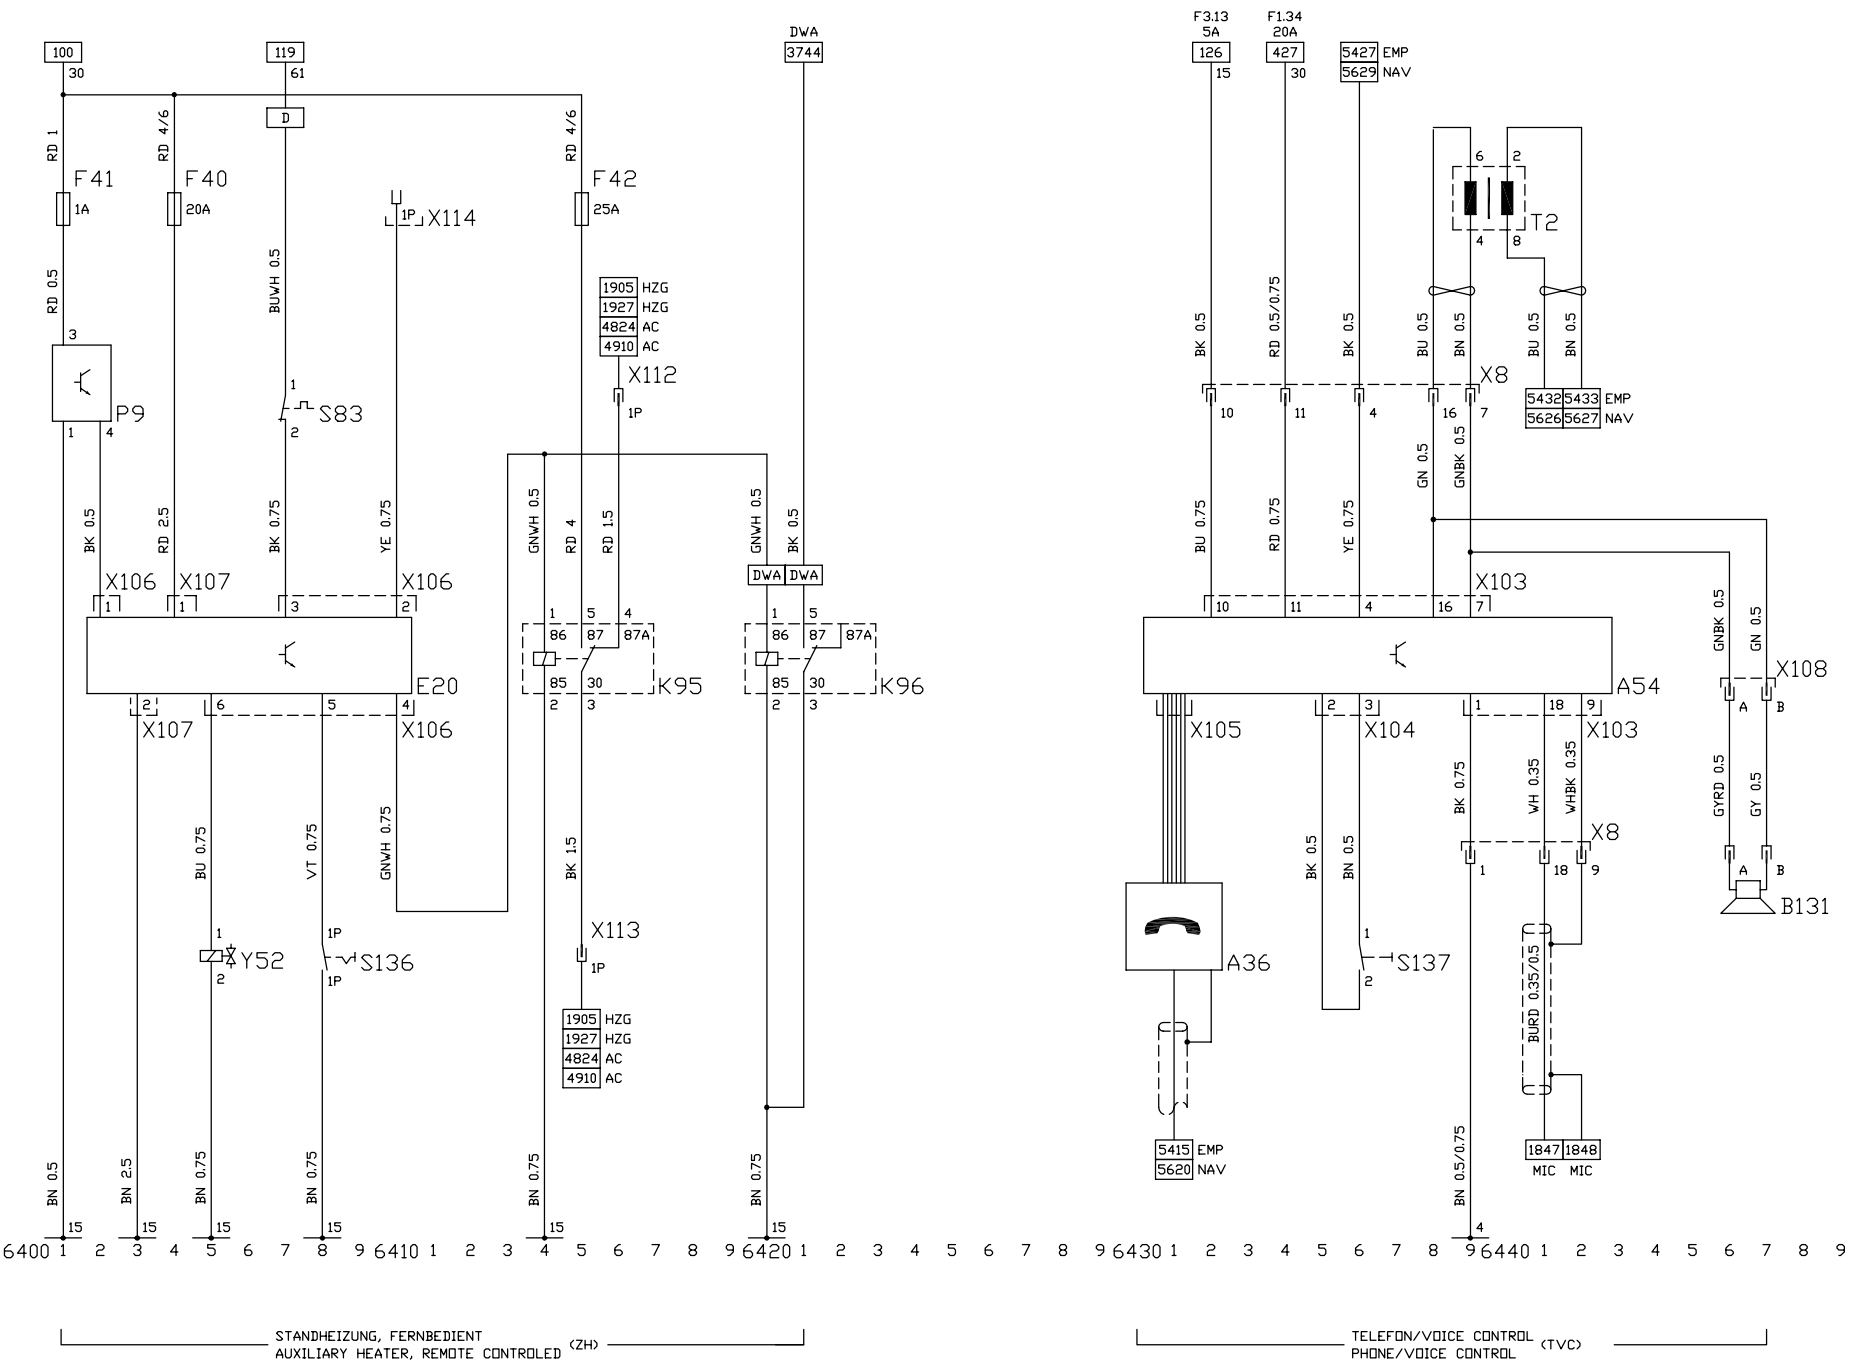 F3.13 F1.34
DWA 5A 20A
100 119 3744 126 427 5427 EMP
30 61 15 30 5629 NAV
D
RD 1 RD 4/6 RD 4/6
6 2
F41 F40 F42
1A 20A 1P X114 25A
T2
4 8
RD 0.5 BUWH 0.5
1905 HZG
1927 HZG
4824 AC
4910 AC
BK 0.5 RD 0.5/0.75 BK 0.5 BU 0.5 BN 0.5 BU 0.5 BN 0.5
3
X112 X8
1 1P
P9 S83
10 11 4 16 7
5432 5433 EMP
5626 5627 NAV
1 4 2
GN 0.5 GNBK 0.5
BK 0.5 RD 2.5 BK 0.75 YE 0.75 GNWH 0.5 RD 4 RD 1.5 GNWH 0.5 BK 0.5 BU 0.75 RD 0.75 YE 0.75
DWA DWA
X106 X107 X106 X103
1 1 3 2 1 5 4 1 5 10 11 4 16 7
86 87 87A 86 87 87A
GNBK 0.5 GN 0.5
X108
85 30 85 30
E20 K95 K96 A54
2 6 5 4 2 3 2 3 2 3 1 18 9 A B
X107 X106 X105 X104 X103
BU 0.75 VT 0.75 GNWH 0.75 BK 1.5 BK 0.5 BN 0.5 BK 0.75 WH 0.35 WHBK 0.35 GYRD 0.5 GY 0.5
X8
1 18 9 A B
B131
1 1P X113 1
Y52 S136 1P A36 S137
2 1P 2
BURD 0.35/0.5
1905 HZG
1927 HZG
4824 AC
4910 AC
5415 EMP 1847 1848
5620 NAV MIC MIC
BN 0.5 BN 2.5 BN 0.75 BN 0.75 BN 0.75 BN 0.75 BN 0.5/0.75
15 15 15 15 15 15 4
6400 1 2 3 4 5 6 7 8 9 6410 1 2 3 4 5 6 7 8 9 6420 1 2 3 4 5 6 7 8 9 6430 1 2 3 4 5 6 7 8 9 6440 1 2 3 4 5 6 7 8 9
STANDHEIZUNG, FERNBEDIENT
AUXILIARY HEATER, REMOTE CONTROLED (ZH)
TELEFON/VOICE CONTROL
PHONE/VOICE CONTROL (TVC)